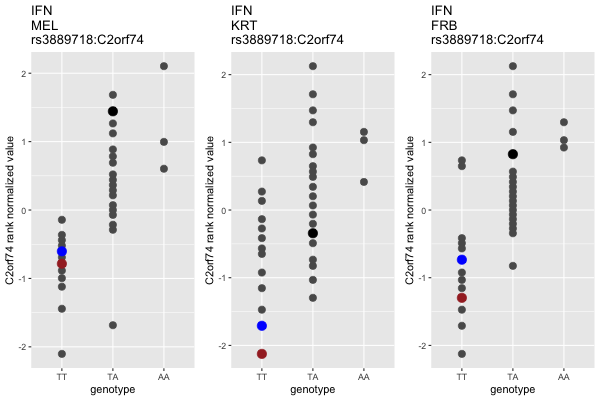 IFN
MEL
rs3889718:C2orf74
C2orf74 rank normalized value
2
1
0
-1
-2
TT
TA
AA
genotype
IFN
KRT
rs3889718:C2orf74
C2orf74 rank normalized value
2
1
0
-1
-2
TT
TA
AA
genotype
IFN
FRB
rs3889718:C2orf74
C2orf74 rank normalized value
2
1
0
-1
-2
TT
TA
AA
genotype